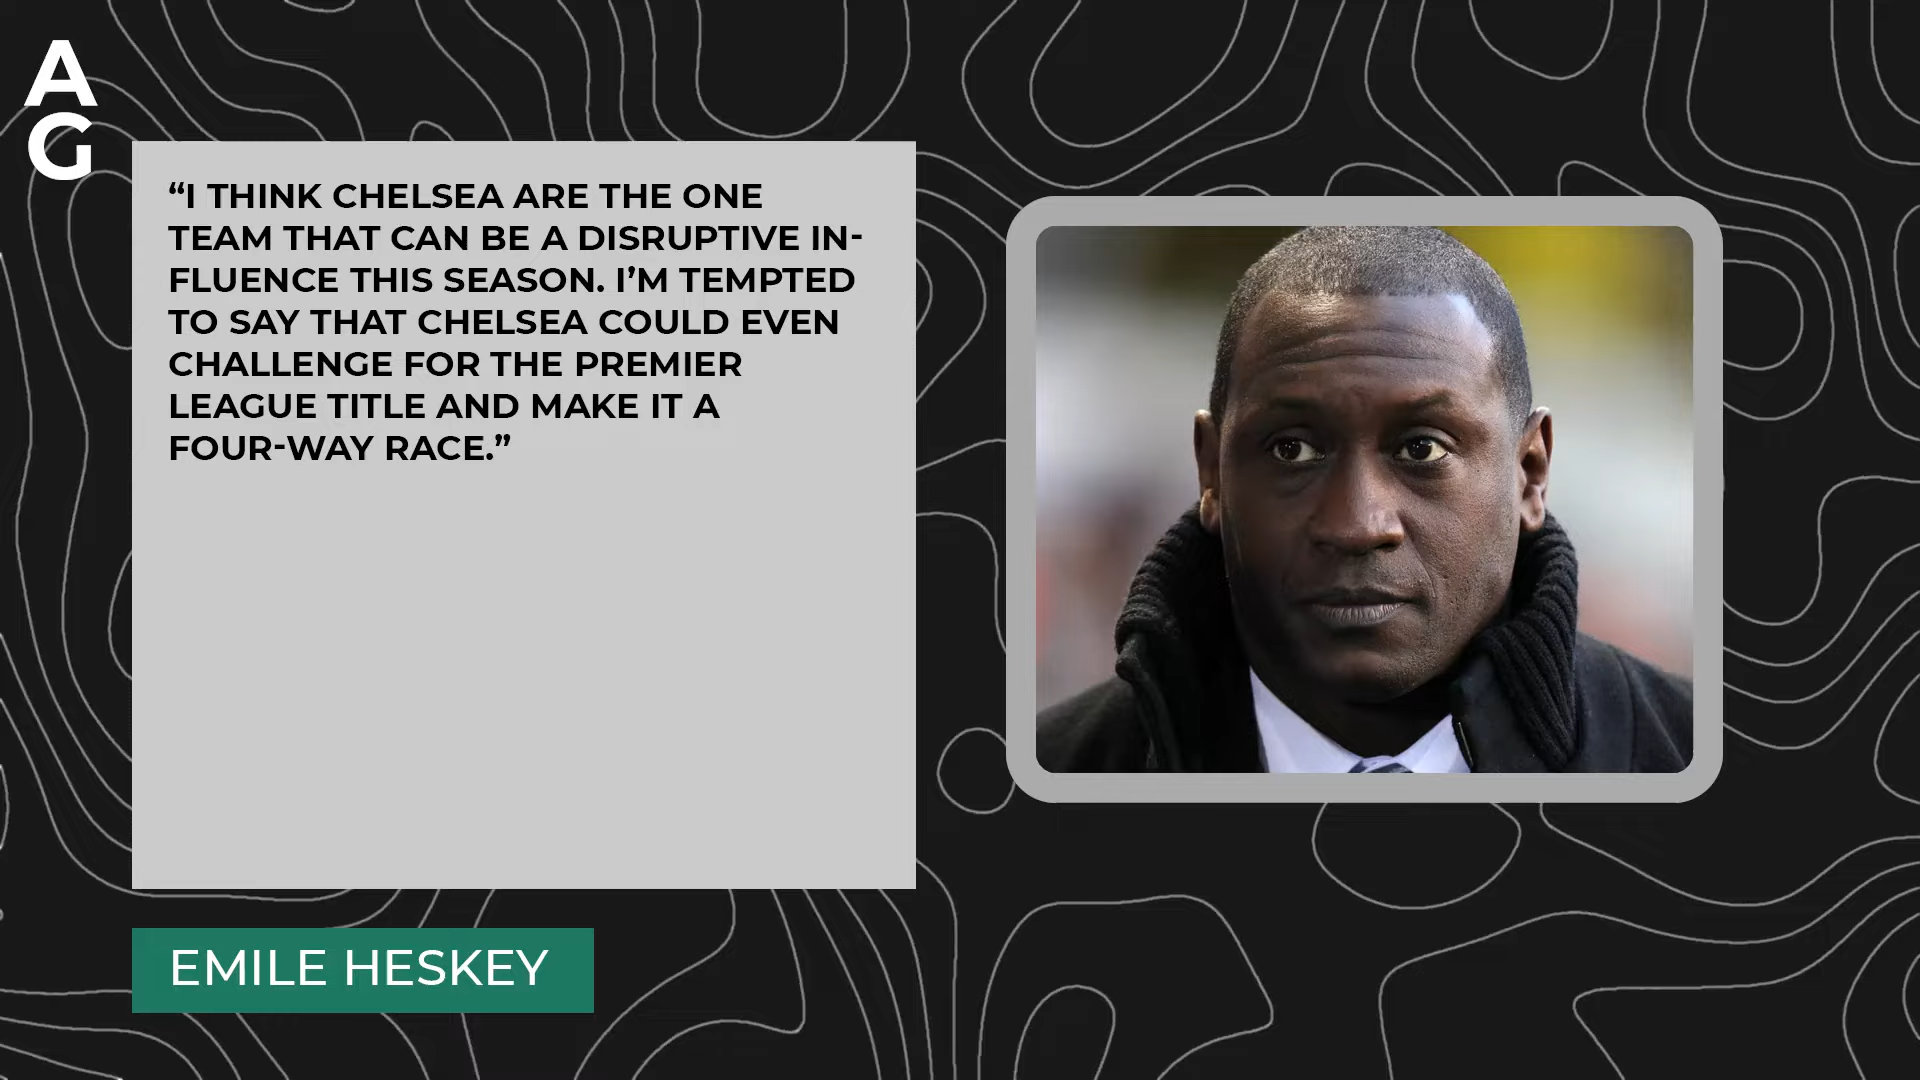 A
G
“I THINK CHELSEA ARE THE ONE
TEAM THAT CAN BE A DISRUPTIVE IN-
FLUENCE THIS SEASON. I’M TEMPTED
TO SAY THAT CHELSEA COULD EVEN
CHALLENGE FOR THE PREMIER
LEAGUE TITLE AND MAKE IT A
FOUR-WAY RACE.”
EMILE HESKEY